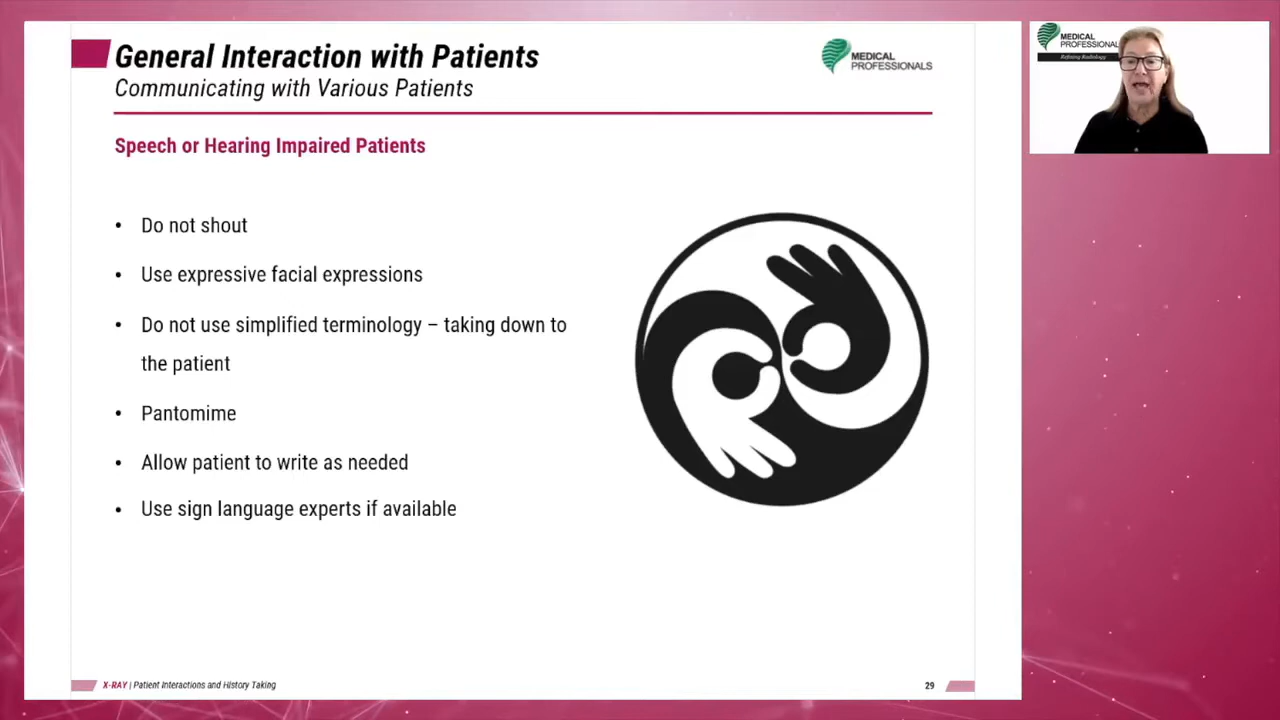 General Interaction with Patients
Communicating with Various Patients
MEDICAL
PROFESSIONALS
Speech or Hearing Impaired Patients
• Do not shout
• Use expressive facial expressions
• Do not use simplified terminology – taking down to
the patient
• Pantomime
• Allow patient to write as needed
• Use sign language experts if available
X-RAY | Patient Interactions and History Taking
29
MEDICAL
PROFESSIONAL
Refining Radiology